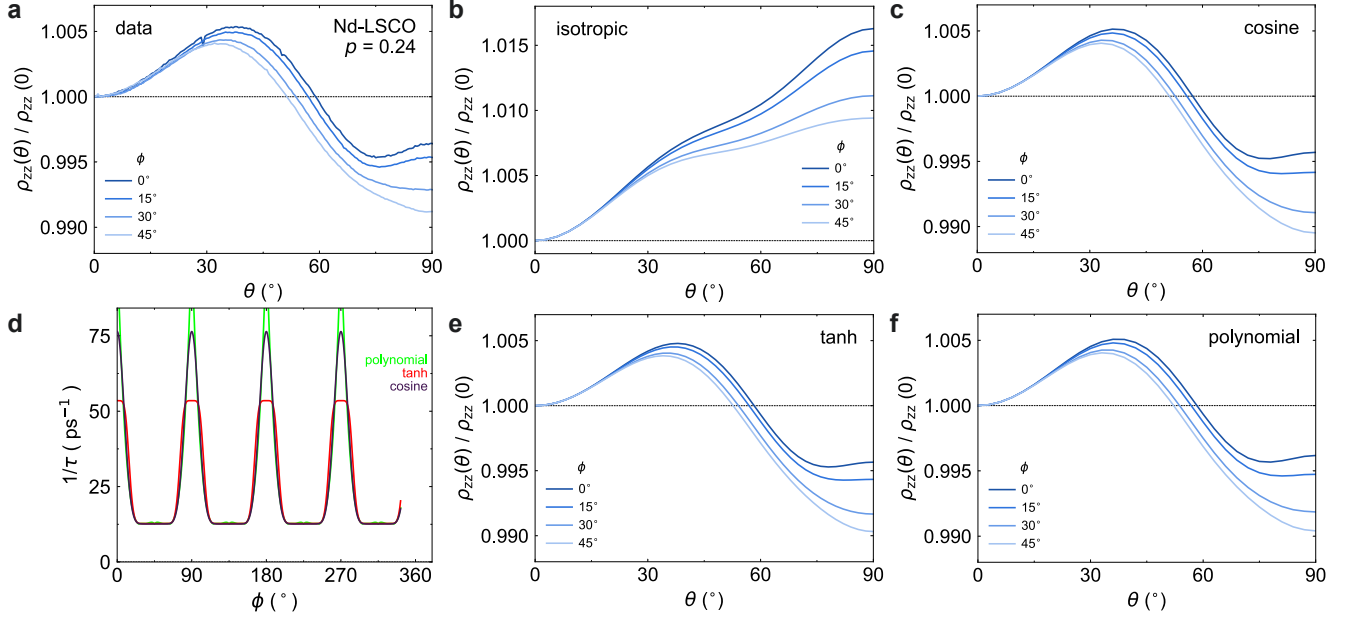 a
data
Nd-LSCO
p = 0.24
1.005
1.000
0.995
0.990
ρzz(θ) / ρzz (0)
ϕ
0°
15°
30°
45°
0 30 60 90
θ (°)
b
isotropic
1.015
1.010
1.005
1.000
ρzz(θ) / ρzz (0)
ϕ
0°
15°
30°
45°
0 30 60 90
θ (°)
c
cosine
1.005
1.000
0.995
0.990
ρzz(θ) / ρzz (0)
ϕ
0°
15°
30°
45°
0 30 60 90
θ (°)
d
75
50
25
0
1/τ ( ps⁻¹ )
polynomial
tanh
cosine
0 90 180 270 360
ϕ (°)
e
tanh
1.005
1.000
0.995
0.990
ρzz(θ) / ρzz (0)
ϕ
0°
15°
30°
45°
0 30 60 90
θ (°)
f
polynomial
1.005
1.000
0.995
0.990
ρzz(θ) / ρzz (0)
ϕ
0°
15°
30°
45°
0 30 60 90
θ (°)